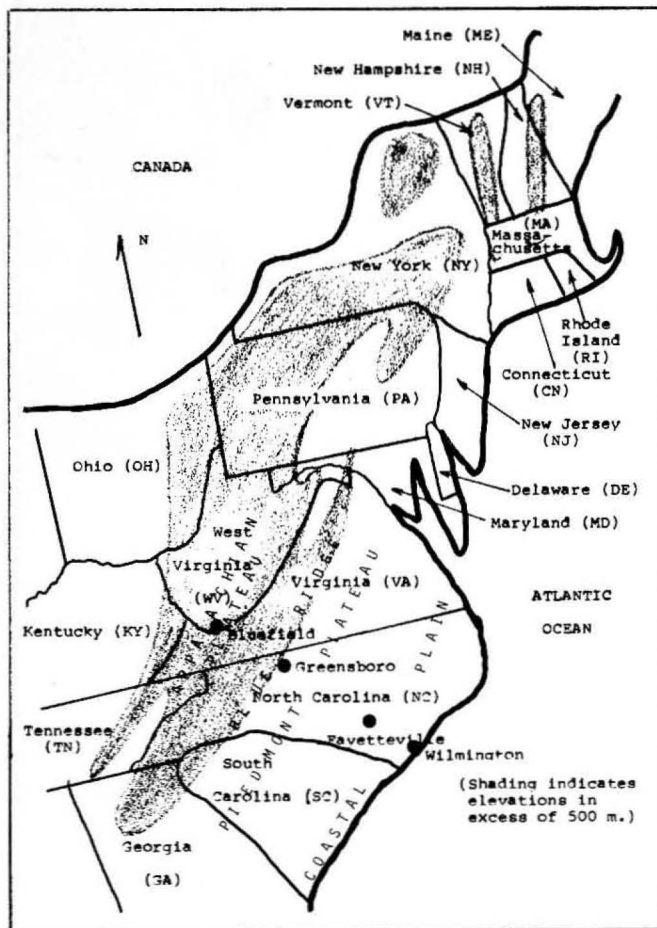 Maine (ME)
New Hampshire (NH)
Vermont (VT)
CANADA
N
(MA)
Massa-
chusetts
New York (NY)
Rhode
Island
(RI)
Connecticut
(CN)
Pennsylvania (PA)
New Jersey
(NJ)
Ohio (OH)
Delaware (DE)
Maryland (MD)
West
Virginia
(WV)
APPALACHIAN
PLATEAU
BLUE RIDGE
Virginia (VA)
PIEDMONT PLATEAU
COASTAL PLAIN
ATLANTIC
OCEAN
Kentucky (KY)
Bluefield
Greensboro
North Carolina (NC)
Tennessee
(TN)
Fayetteville
Wilmington
South
Carolina (SC)
(Shading indicates
elevations in
excess of 500 m.)
Georgia
(GA)